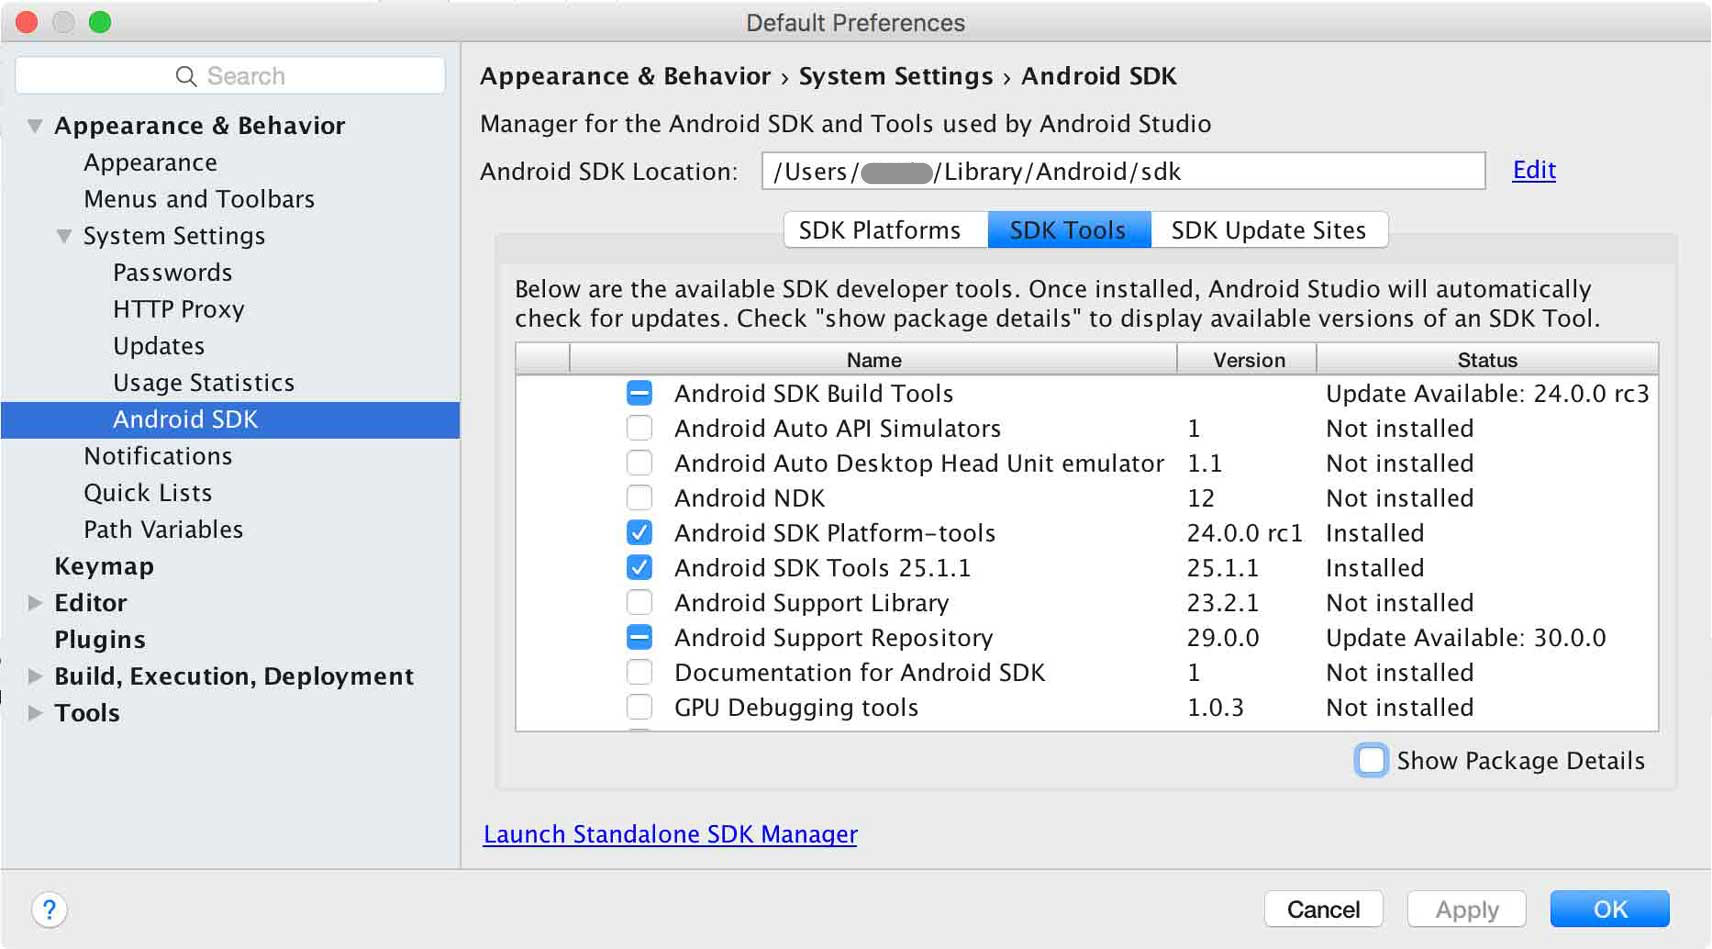 Default Preferences
Search
Appearance & Behavior
Appearance
Menus and Toolbars
System Settings
Passwords
HTTP Proxy
Updates
Usage Statistics
Android SDK
Notifications
Quick Lists
Path Variables
Keymap
Editor
Plugins
Build, Execution, Deployment
Tools
Appearance & Behavior › System Settings › Android SDK
Manager for the Android SDK and Tools used by Android Studio
Android SDK Location: /Users/ /Library/Android/sdk Edit
SDK Platforms SDK Tools SDK Update Sites
Below are the available SDK developer tools. Once installed, Android Studio will automatically
check for updates. Check "show package details" to display available versions of an SDK Tool.
Name Version Status
Android SDK Build Tools Update Available: 24.0.0 rc3
Android Auto API Simulators 1 Not installed
Android Auto Desktop Head Unit emulator 1.1 Not installed
Android NDK 12 Not installed
Android SDK Platform-tools 24.0.0 rc1 Installed
Android SDK Tools 25.1.1 25.1.1 Installed
Android Support Library 23.2.1 Not installed
Android Support Repository 29.0.0 Update Available: 30.0.0
Documentation for Android SDK 1 Not installed
GPU Debugging tools 1.0.3 Not installed
Show Package Details
Launch Standalone SDK Manager
? Cancel Apply OK